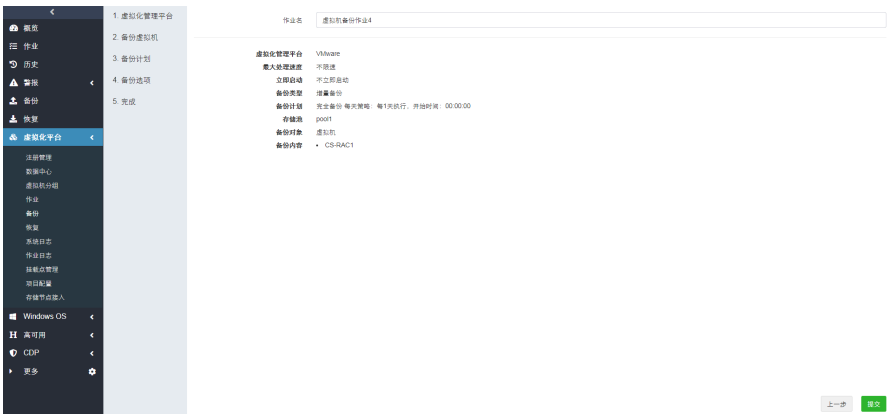 概览
作业
历史
警报
备份
恢复
虚拟化平台
注册管理
数据中心
虚拟机分组
作业
备份
恢复
系统日志
作业日志
挂载点管理
项目配量
存储节点接入
Windows OS
H 高可用
CDP
更多
1. 虚拟化管理平台
2. 备份虚拟机
3. 备份计划
4. 备份选项
5. 完成
作业名 虚拟机备份作业4
虚拟化管理平台 VMware
最大处理速度 不限速
立即启动 不立即启动
备份类型 增量备份
备份计划 完全备份 每天策略: 每1天执行, 开始时间: 00:00:00
存储池 pool1
备份对象 虚拟机
备份内容 • CS-RAC1
上一步 提交